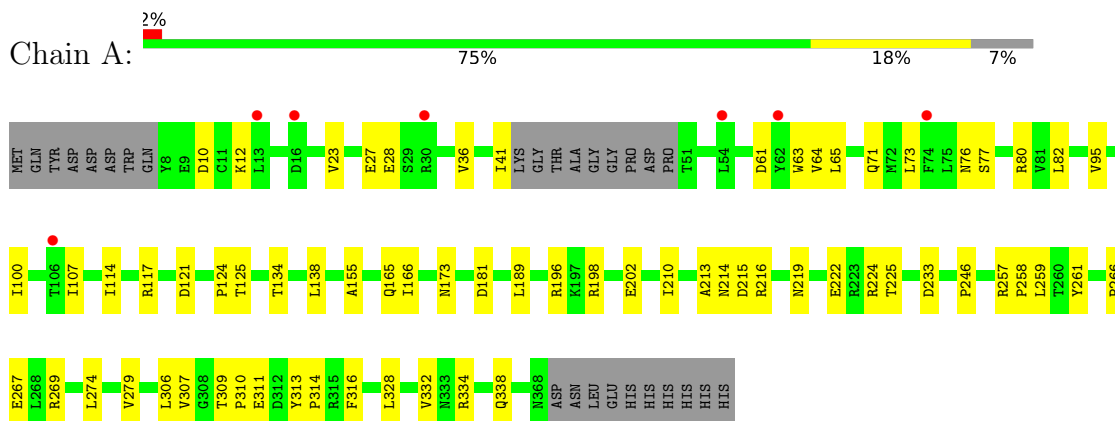 2%
Chain A:
75% 18% 7%
MET GLN TYR ASP ASP ASP TRP GLN Y8 E9 D10 C11 K12 L13 D16 V23 E27 E28 S29 R30 V36 I41 LYS GLY THR ALA GLY GLY PRO ASP PRO T51 L54 D61 Y62 W63 V64 L65 Q71 M72 L73 F74 L75 N76 S77 R80 V81 L82 V95
I100 T106 I107 I114 R117 D121 P124 T125 T134 L138 A155 Q165 I166 N173 D181 L189 R196 K197 R198 E202 I210 A213 N214 D215 R216 N219 E222 R223 R224 T225 D233 P246 R257 P258 L259 T260 Y261
E267 L268 R269 L274 V279 L306 V307 G308 T309 P310 E311 D312 Y313 P314 R315 F316 L328 V332 N333 R334 Q338 N368 ASP ASN LEU GLU HIS HIS HIS HIS HIS HIS